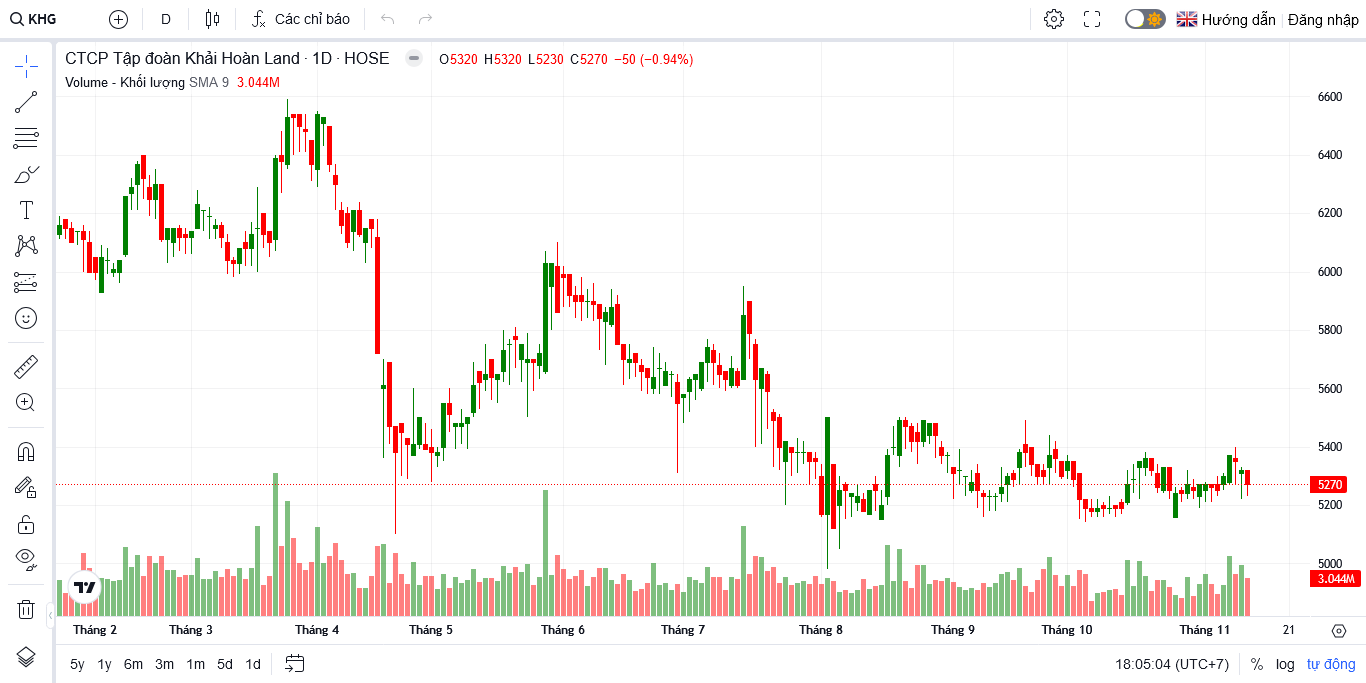 KHG D Các chỉ báo Hướng dẫn Đăng nhập
CTCP Tập đoàn Khải Hoàn Land · 1D · HOSE O5320 H5320 L5230 C5270 −50 (−0.94%)
Volume - Khối lượng SMA 9 3.044M
6600
6400
6200
6000
5800
5600
5400
5270
5200
5000
3.044M
Tháng 2 Tháng 3 Tháng 4 Tháng 5 Tháng 6 Tháng 7 Tháng 8 Tháng 9 Tháng 10 Tháng 11 21
5y 1y 6m 3m 1m 5d 1d 18:05:04 (UTC+7) % log tự động